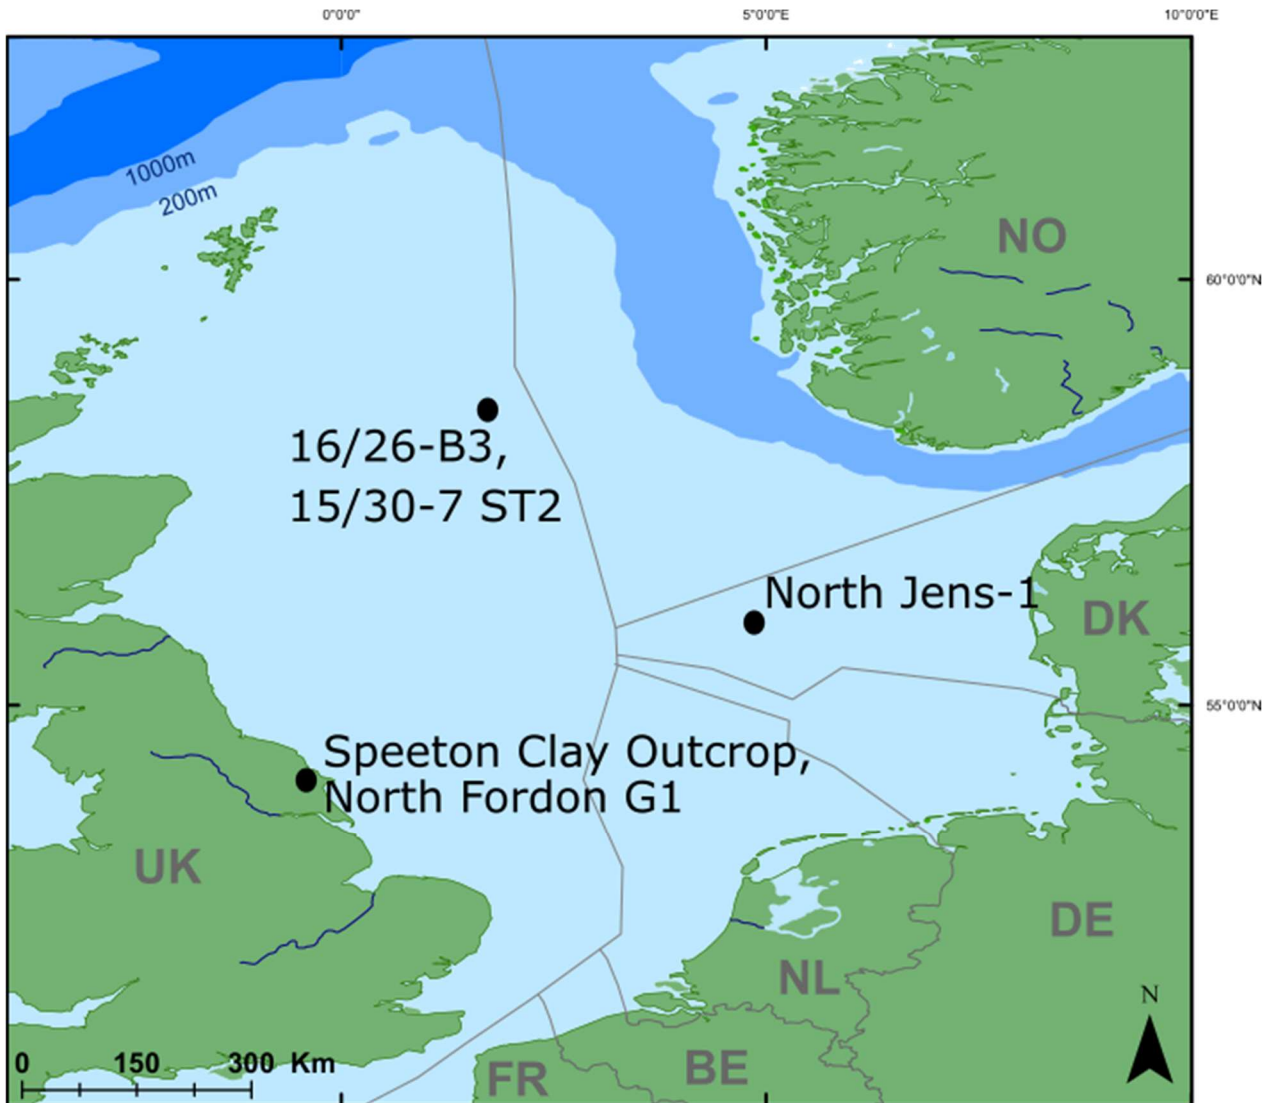 0°0'0"
5°0'0"E
10°0'0"E
1000m
200m
NO
60°0'0"N
16/26-B3,
15/30-7 ST2
North Jens-1
DK
55°0'0"N
Speeton Clay Outcrop,
North Fordon G1
UK
DE
NL
N
0 150 300 Km
FR
BE